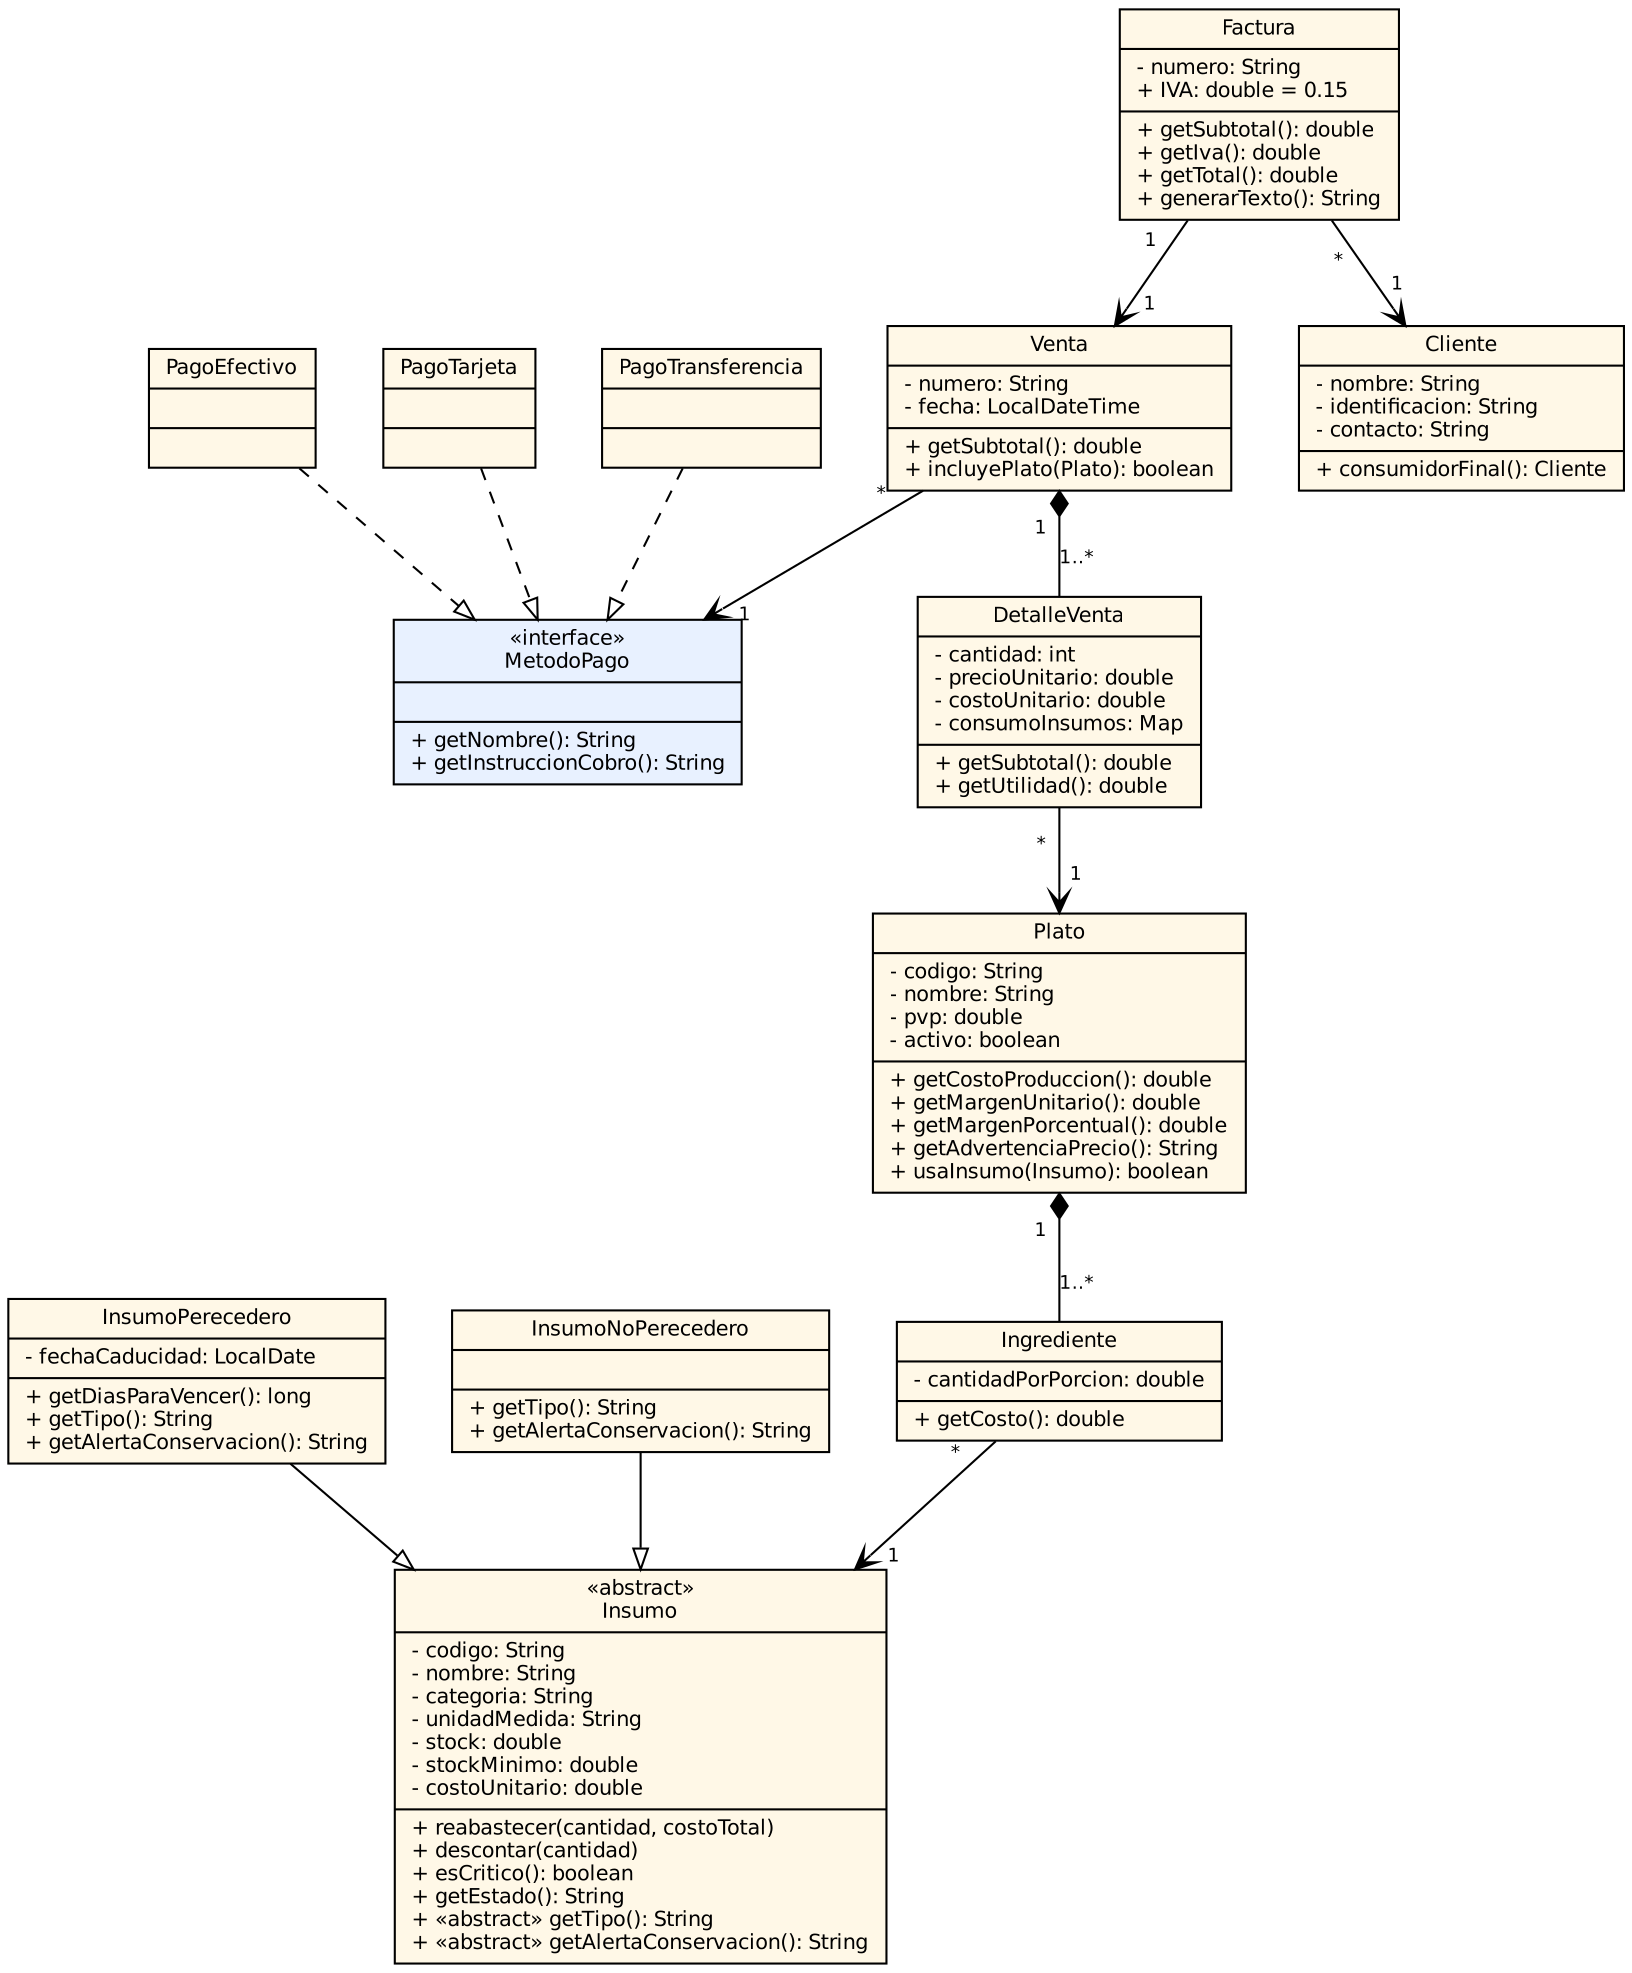 Factura
- numero: String
+ IVA: double = 0.15
+ getSubtotal(): double
+ getIva(): double
+ getTotal(): double
+ generarTexto(): String
1
1
*
1
PagoEfectivo
PagoTarjeta
PagoTransferencia
Venta
- numero: String
- fecha: LocalDateTime
+ getSubtotal(): double
+ incluyePlato(Plato): boolean
Cliente
- nombre: String
- identificacion: String
- contacto: String
+ consumidorFinal(): Cliente
*
1
1
1..*
«interface»
MetodoPago
+ getNombre(): String
+ getInstruccionCobro(): String
DetalleVenta
- cantidad: int
- precioUnitario: double
- costoUnitario: double
- consumoInsumos: Map
+ getSubtotal(): double
+ getUtilidad(): double
*
1
Plato
- codigo: String
- nombre: String
- pvp: double
- activo: boolean
+ getCostoProduccion(): double
+ getMargenUnitario(): double
+ getMargenPorcentual(): double
+ getAdvertenciaPrecio(): String
+ usaInsumo(Insumo): boolean
1
1..*
InsumoPerecedero
- fechaCaducidad: LocalDate
+ getDiasParaVencer(): long
+ getTipo(): String
+ getAlertaConservacion(): String
InsumoNoPerecedero
+ getTipo(): String
+ getAlertaConservacion(): String
Ingrediente
- cantidadPorPorcion: double
+ getCosto(): double
*
1
«abstract»
Insumo
- codigo: String
- nombre: String
- categoria: String
- unidadMedida: String
- stock: double
- stockMinimo: double
- costoUnitario: double
+ reabastecer(cantidad, costoTotal)
+ descontar(cantidad)
+ esCritico(): boolean
+ getEstado(): String
+ «abstract» getTipo(): String
+ «abstract» getAlertaConservacion(): String